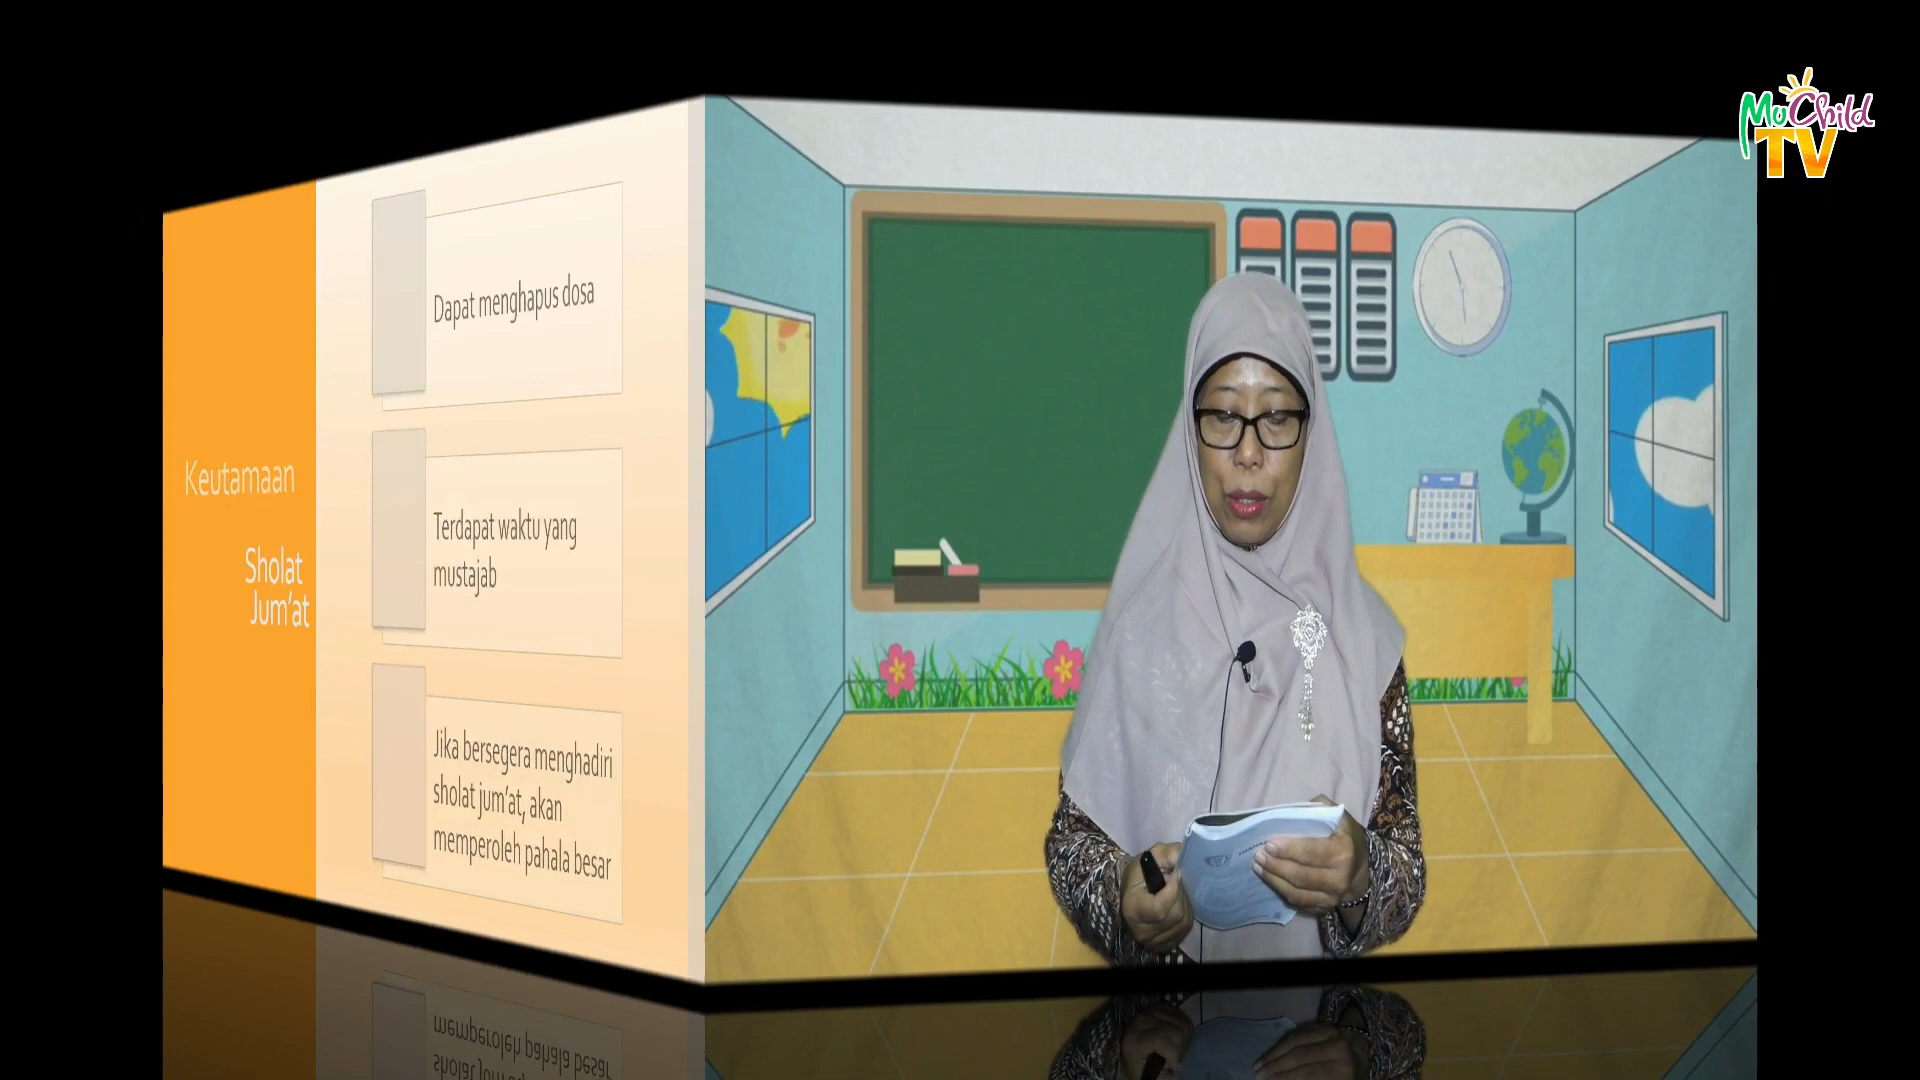 MuChild
TV
Keutamaan
Sholat
Jum'at
Dapat menghapus dosa
Terdapat waktu yang
mustajab
Jika bersegera menghadiri
sholat jum'at, akan
memperoleh pahala besar